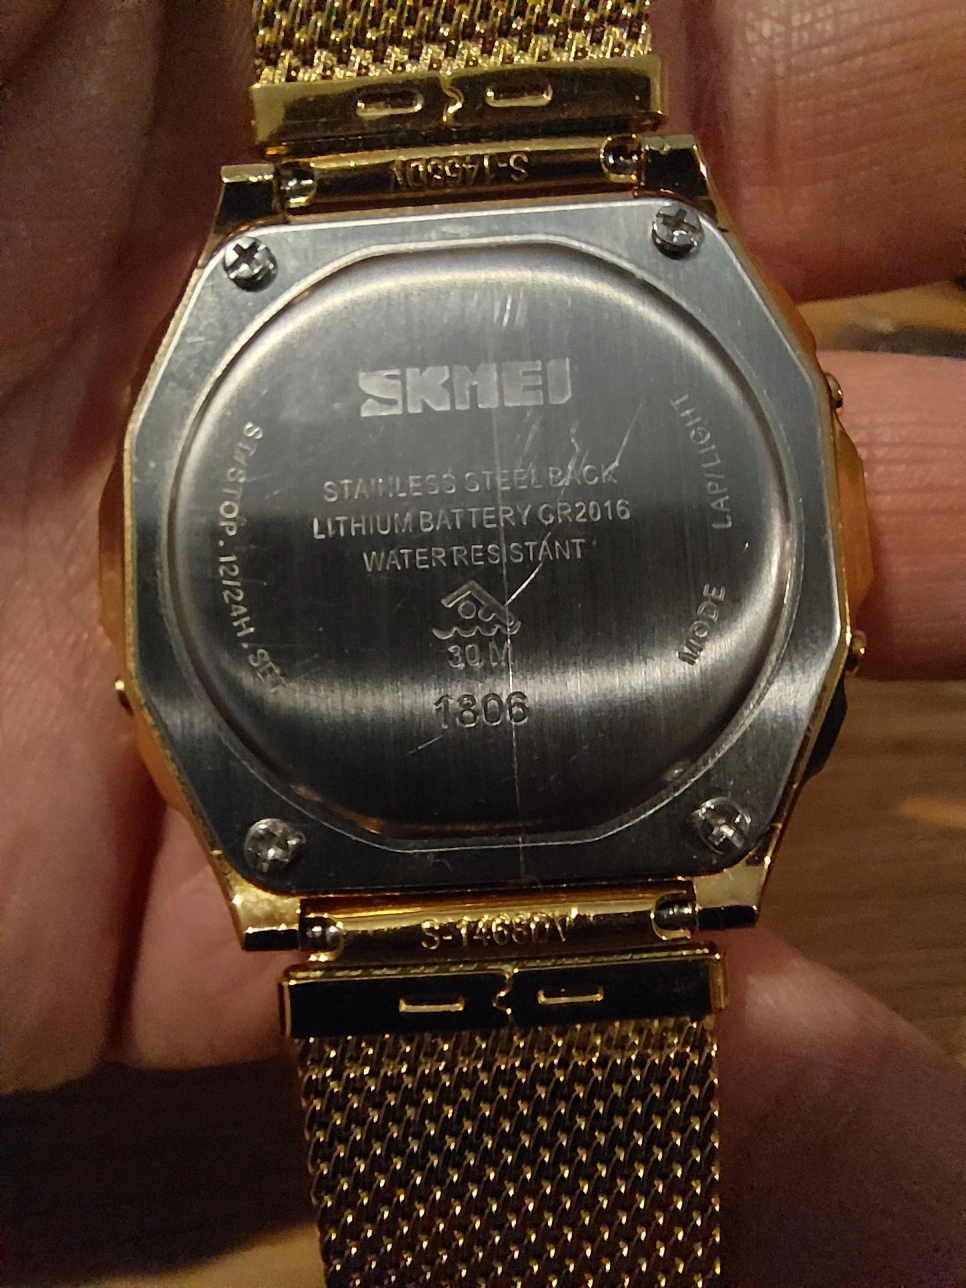 S-1468DV
SKMEI
STAINLESS STEEL BACK
LITHIUM BATTERY CR2016
WATER RESISTANT
30 M
1806
ST/STOP. 12/24H. SET
LAP/LIGHT
MODE
S-1468DV